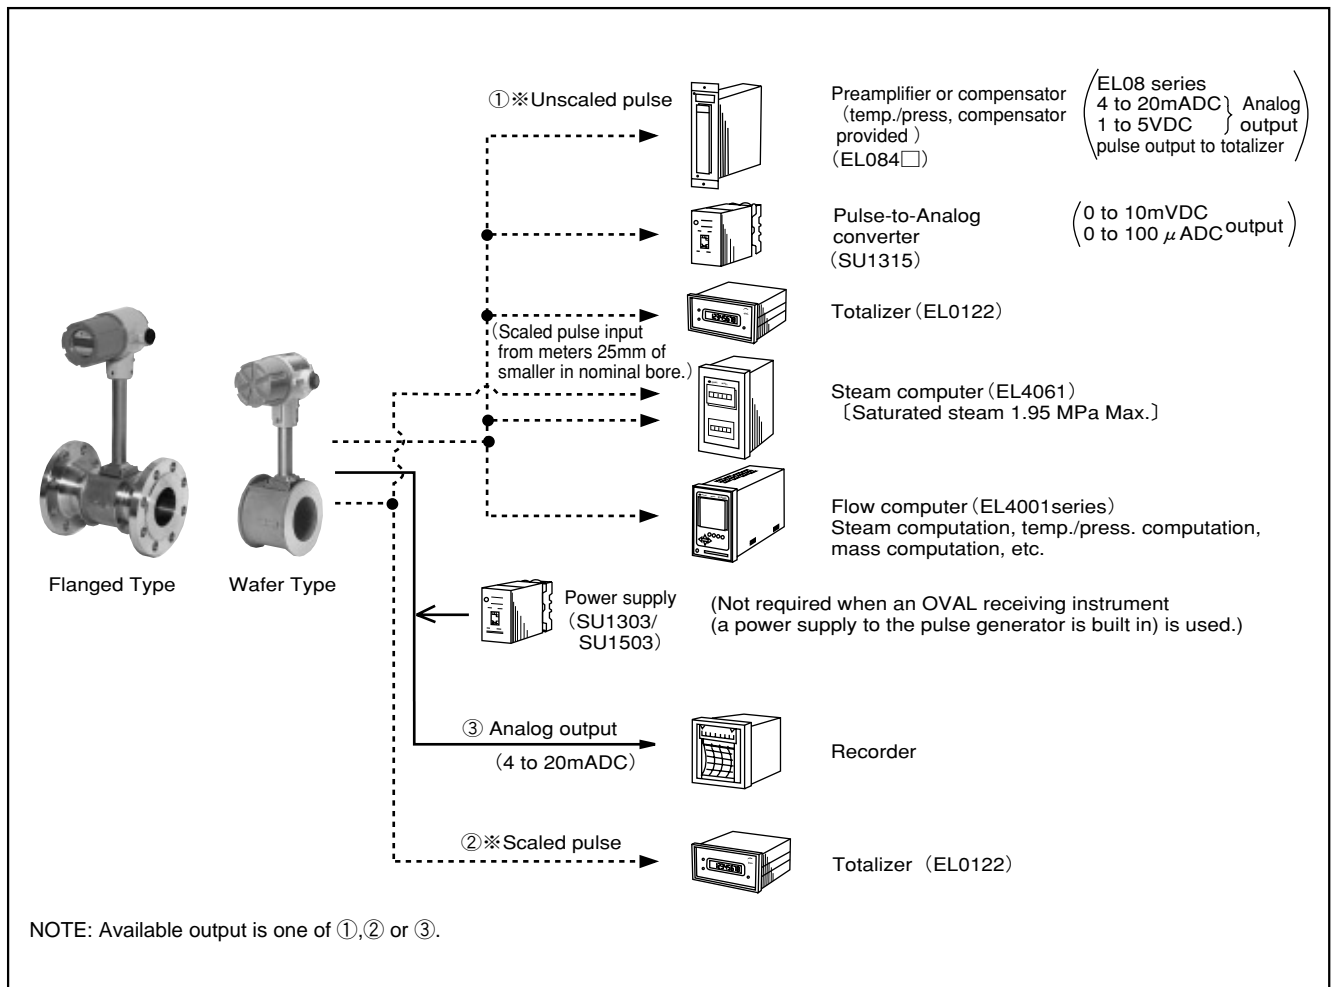 ①※Unscaled pulse
Preamplifier or compensator
(temp./press, compensator
provided )
(EL084□)
EL08 series
4 to 20mADC
1 to 5VDC
Analog
output
pulse output to totalizer
Pulse-to-Analog
converter
(SU1315)
0 to 10mVDC
0 to 100 μ ADC
output
Totalizer (EL0122)
(Scaled pulse input
from meters 25mm of
smaller in nominal bore.)
Steam computer (EL4061)
〔Saturated steam 1.95 MPa Max.〕
Flow computer (EL4001series)
Steam computation, temp./press. computation,
mass computation, etc.
Flanged Type
Wafer Type
Power supply
(SU1303/
SU1503)
(Not required when an OVAL receiving instrument
(a power supply to the pulse generator is built in) is used.)
③ Analog output
(4 to 20mADC)
Recorder
②※Scaled pulse
Totalizer (EL0122)
NOTE: Available output is one of ①,② or ③.